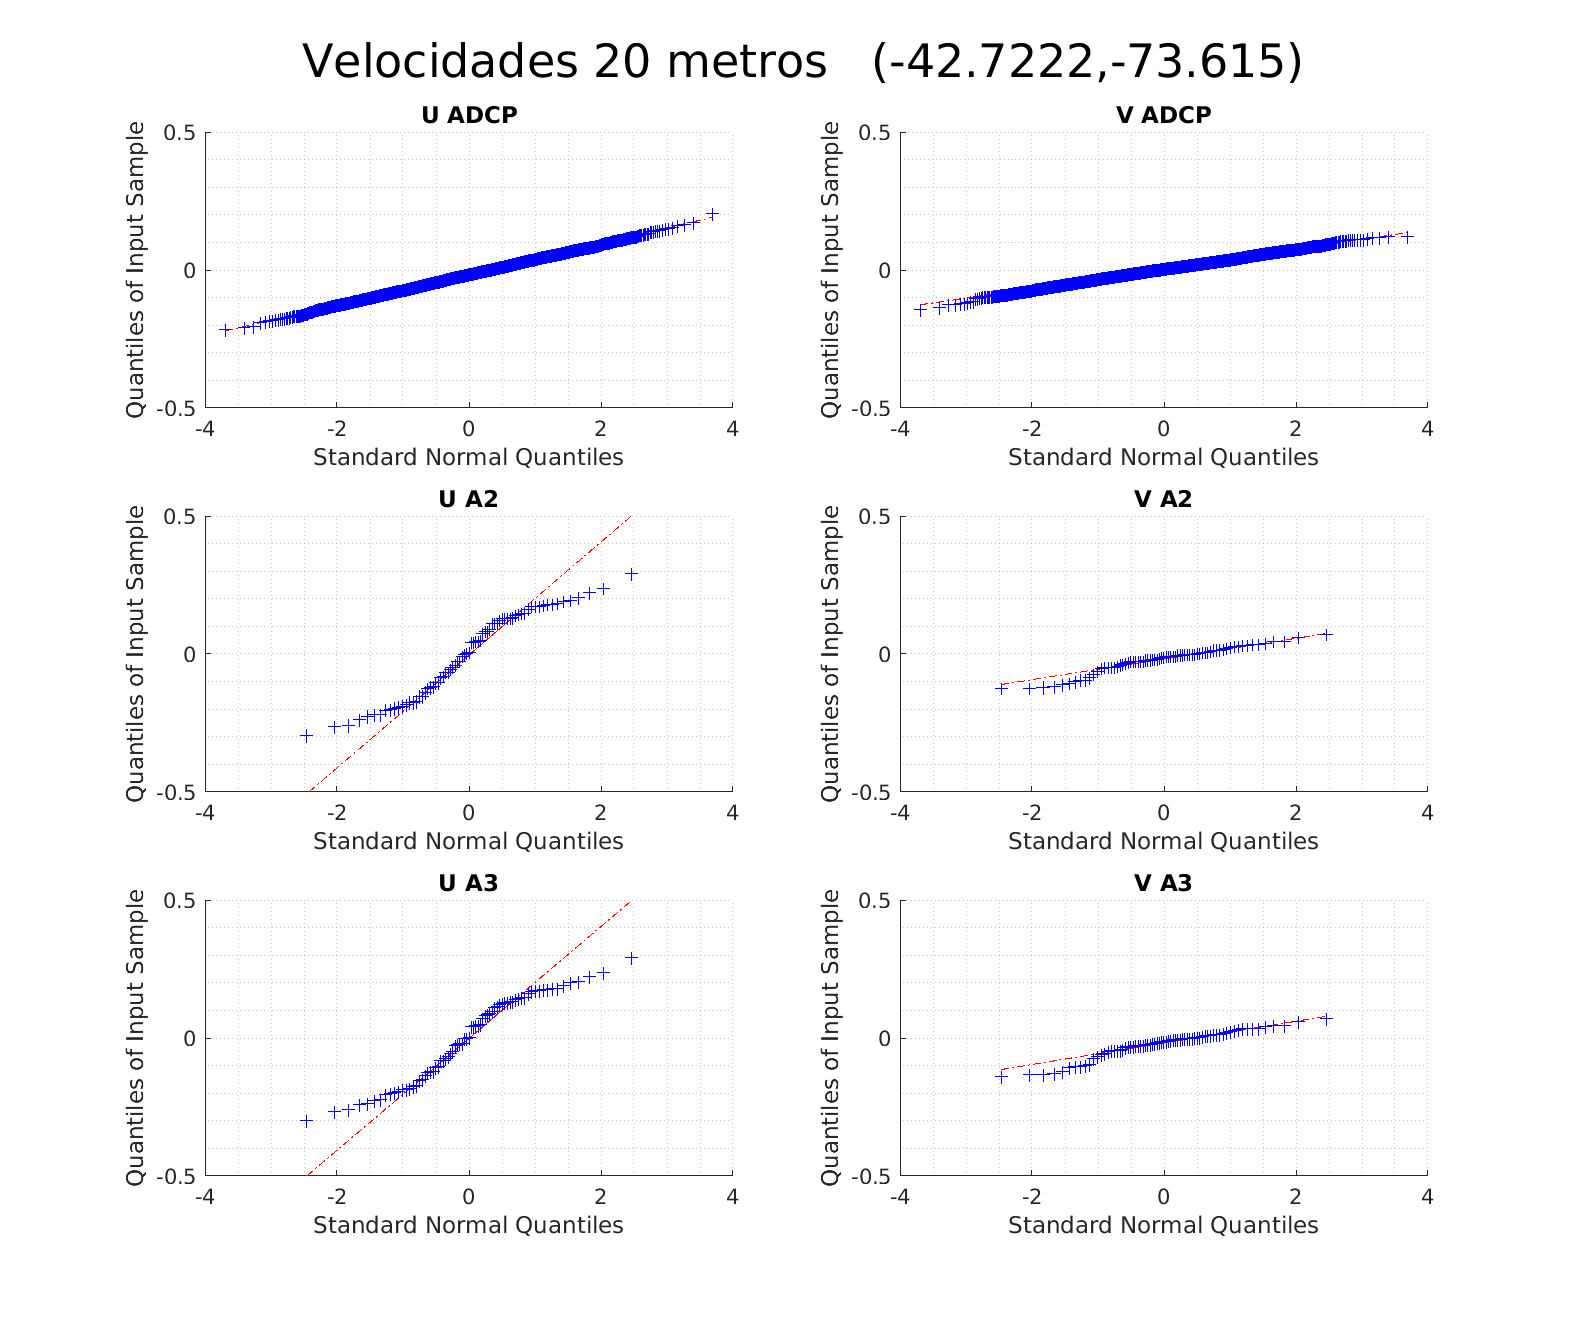 Velocidades 20 metros (-42.7222,-73.615)
U ADCP
Quantiles of Input Sample
0.5
0
-0.5
-4 -2 0 2 4
Standard Normal Quantiles
V ADCP
Quantiles of Input Sample
0.5
0
-0.5
-4 -2 0 2 4
Standard Normal Quantiles
U A2
Quantiles of Input Sample
0.5
0
-0.5
-4 -2 0 2 4
Standard Normal Quantiles
V A2
Quantiles of Input Sample
0.5
0
-0.5
-4 -2 0 2 4
Standard Normal Quantiles
U A3
Quantiles of Input Sample
0.5
0
-0.5
-4 -2 0 2 4
Standard Normal Quantiles
V A3
Quantiles of Input Sample
0.5
0
-0.5
-4 -2 0 2 4
Standard Normal Quantiles